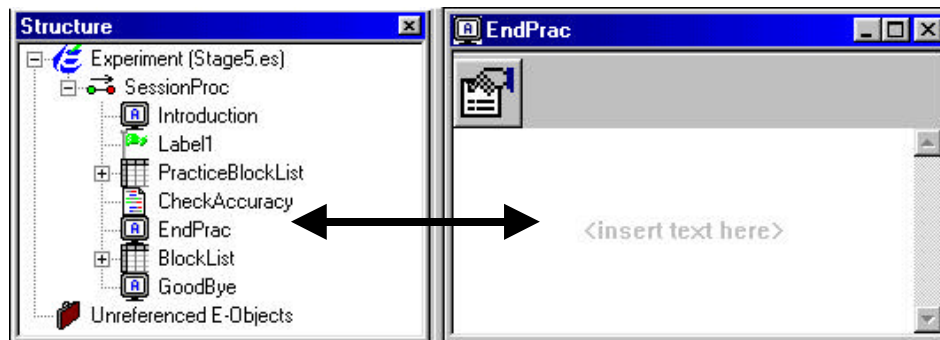 Structure
Experiment (Stage5.es)
SessionProc
Introduction
Label1
PracticeBlockList
CheckAccuracy
EndPrac
BlockList
GoodBye
Unreferenced E-Objects
EndPrac
<insert text here>